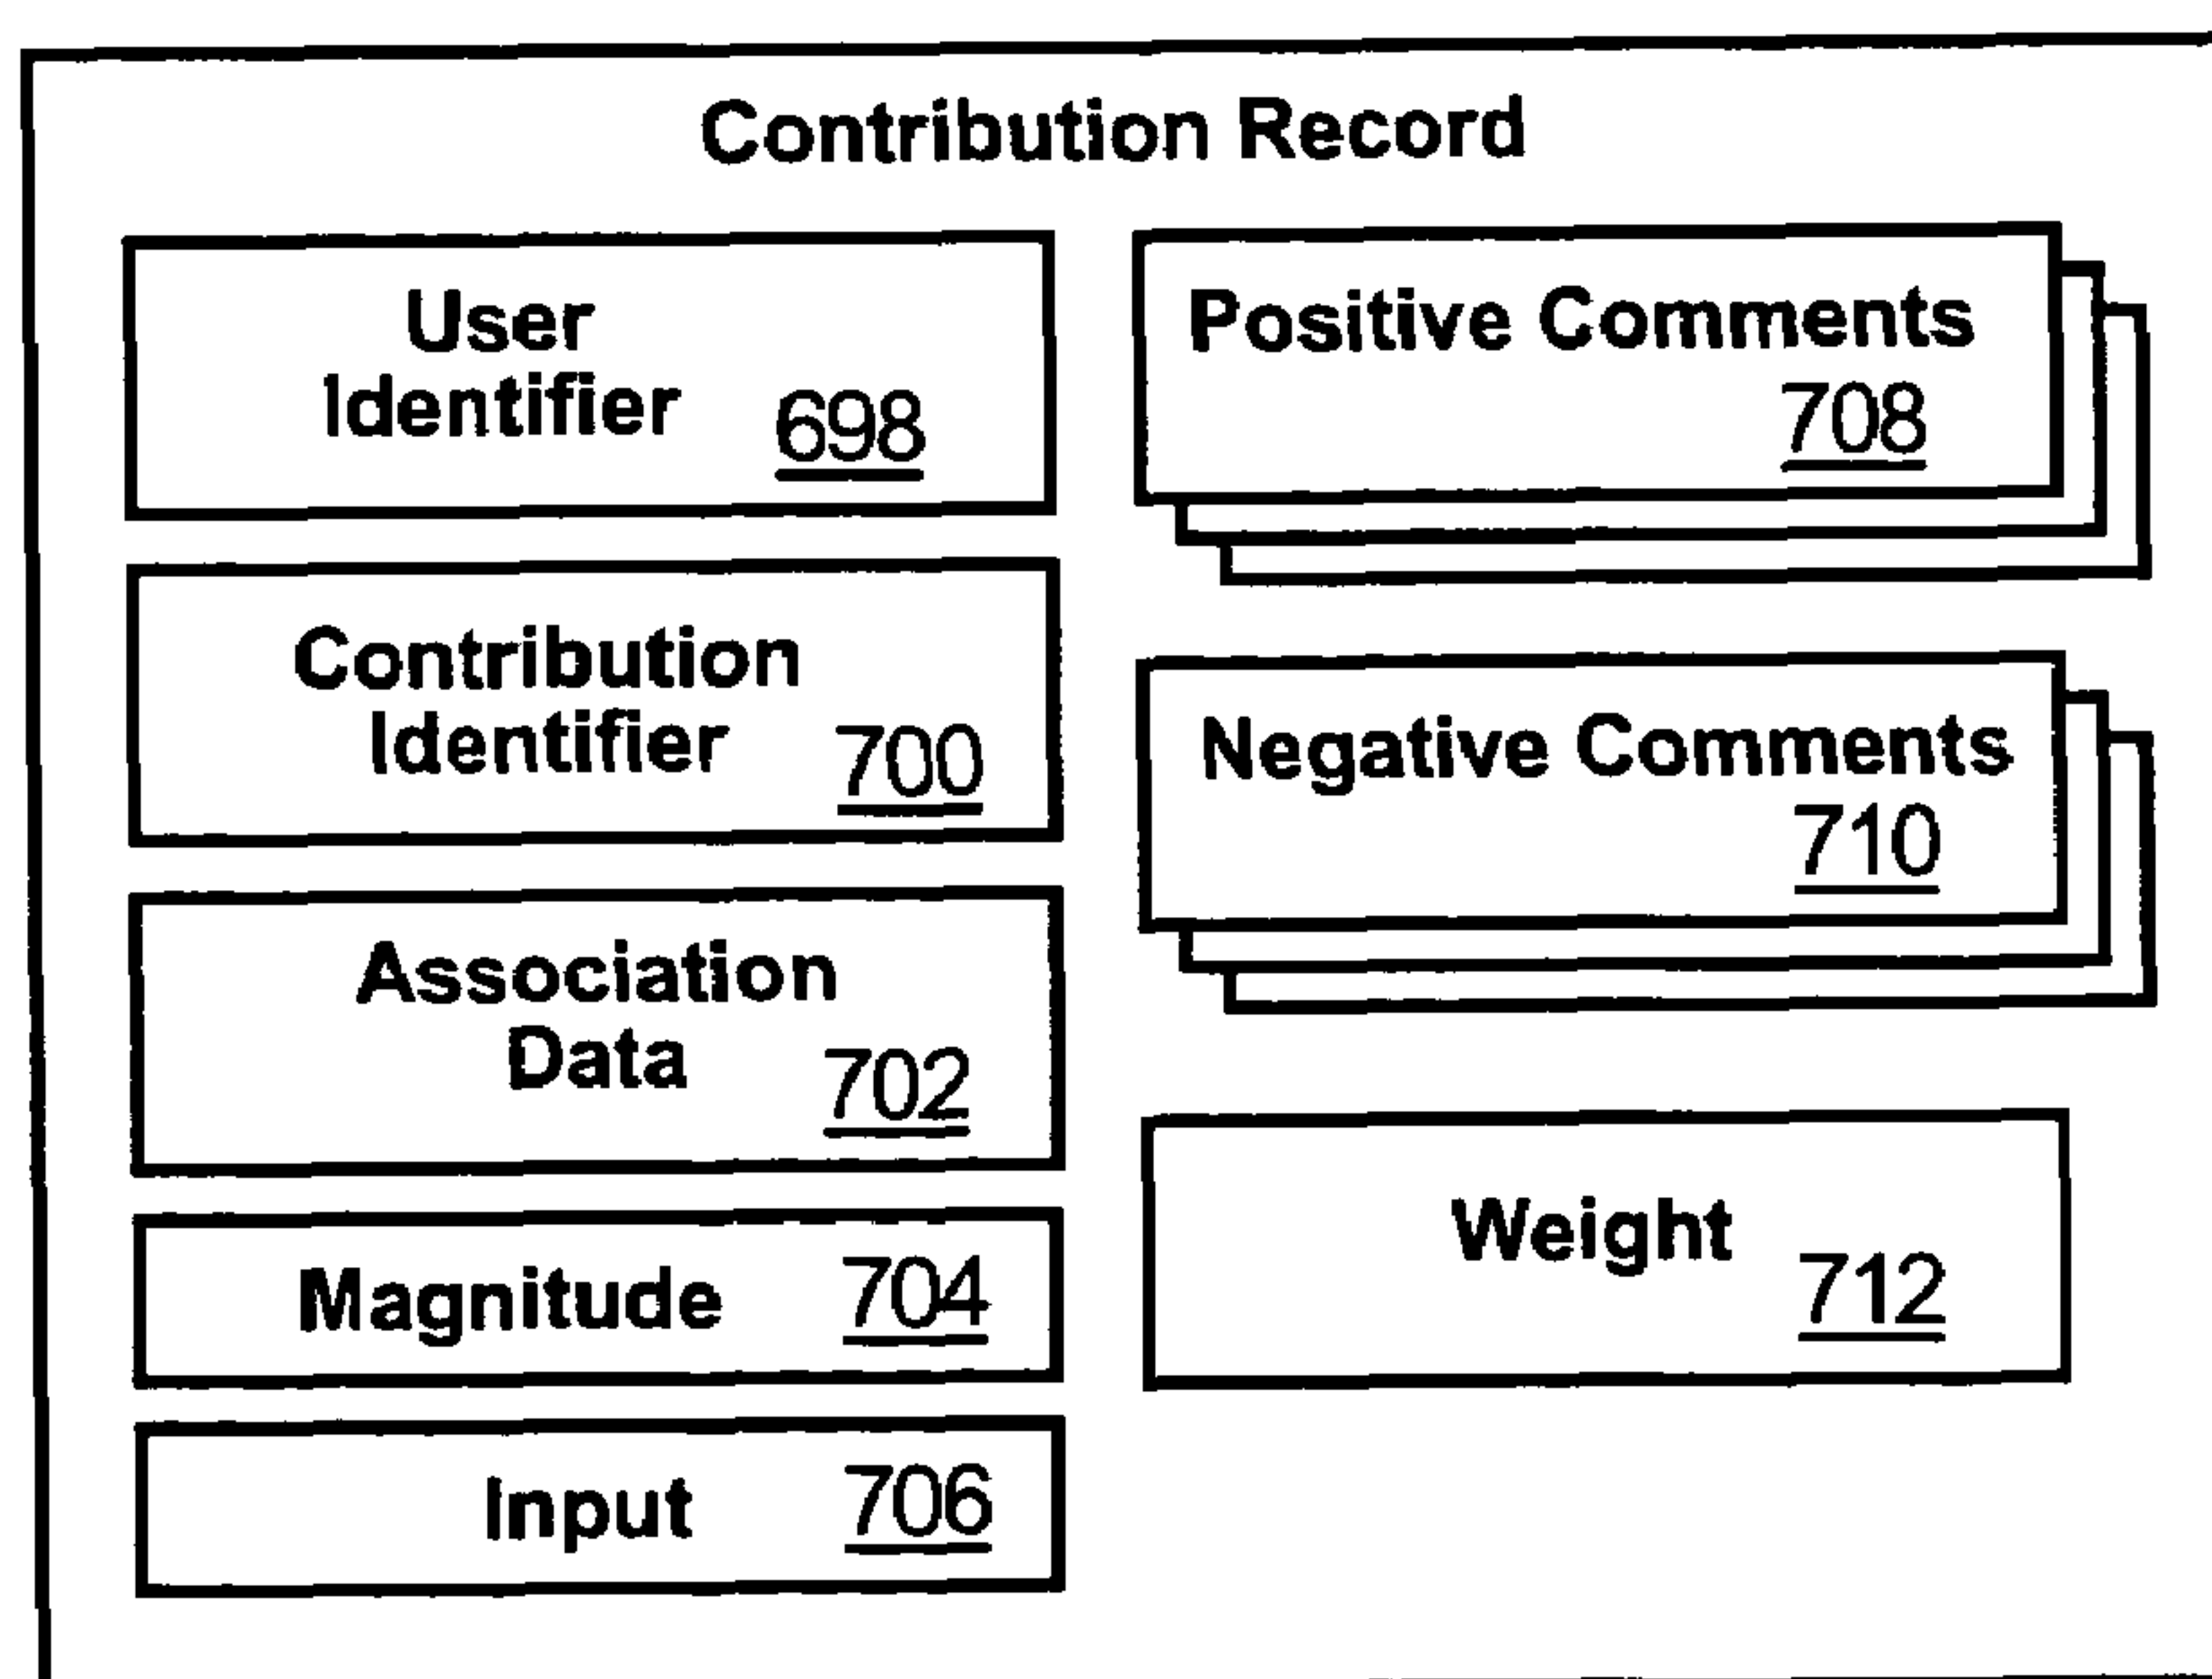 Contribution Record
User
Identifier 698
Contribution
Identifier 700
Association
Data 702
Magnitude 704
Input 706
Positive Comments
708
Negative Comments
710
Weight 712